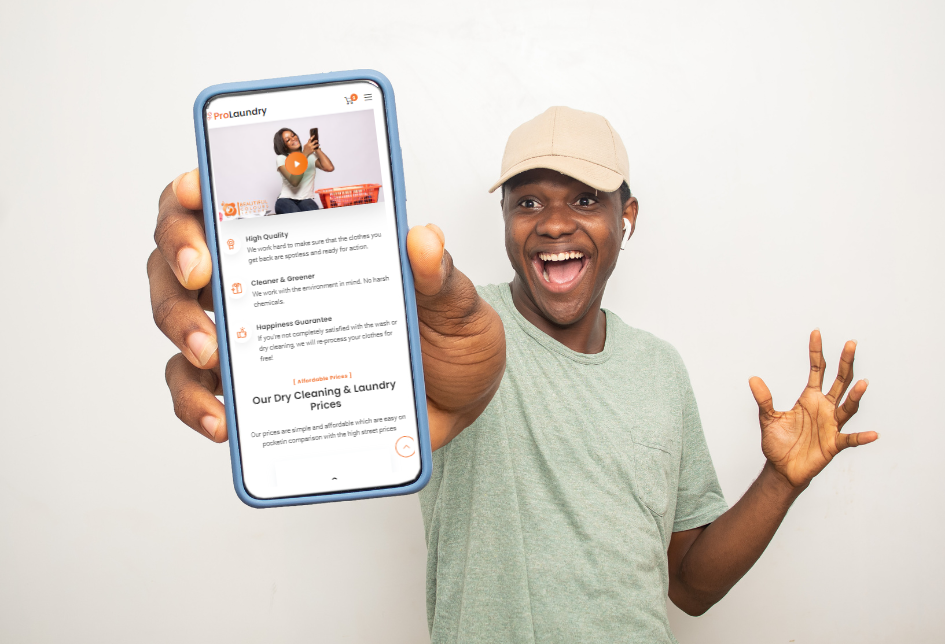 ProLaundry
High Quality
We work hard to make sure that the clothes you
get back are spotless and ready for action.
Cleaner & Greener
We work with the environment in mind. No harsh
chemicals.
Happiness Guarantee
If you're not completely satisfied with the wash or
dry cleaning, we will re-process your clothes for
free!
[ Affordable Prices ]
Our Dry Cleaning & Laundry
Prices
Our prices are simple and affordable which are easy on
pocketin comparison with the high street prices